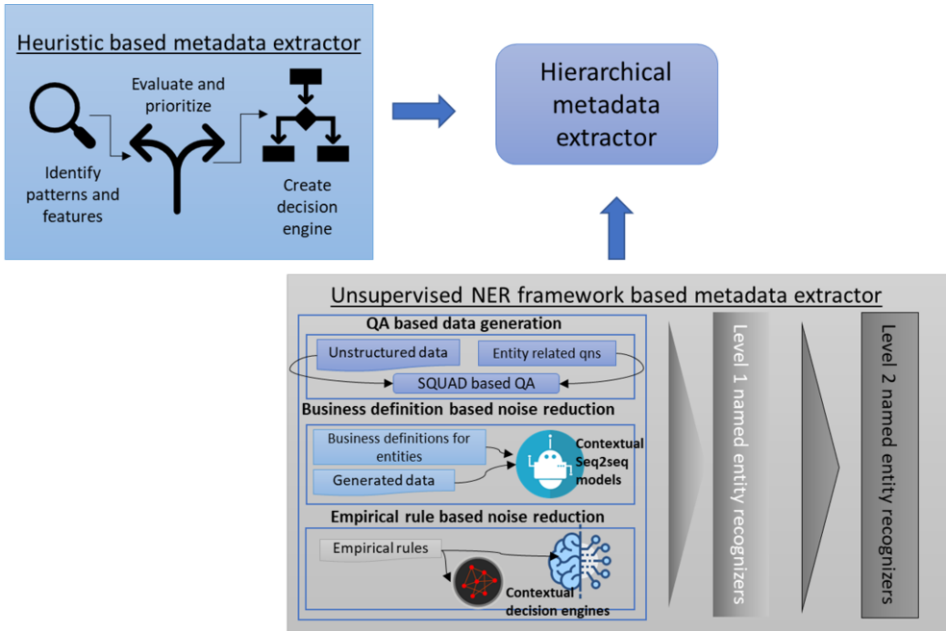 Heuristic based metadata extractor
Evaluate and
prioritize
Identify
patterns and
features
Create
decision
engine
Hierarchical
metadata
extractor
Unsupervised NER framework based metadata extractor
QA based data generation
Unstructured data
Entity related qns
SQUAD based QA
Business definition based noise reduction
Business definitions for
entities
Generated data
Contextual
Seq2seq
models
Empirical rule based noise reduction
Empirical rules
Contextual
decision engines
Level 1 named entity recognizers
Level 2 named entity recognizers